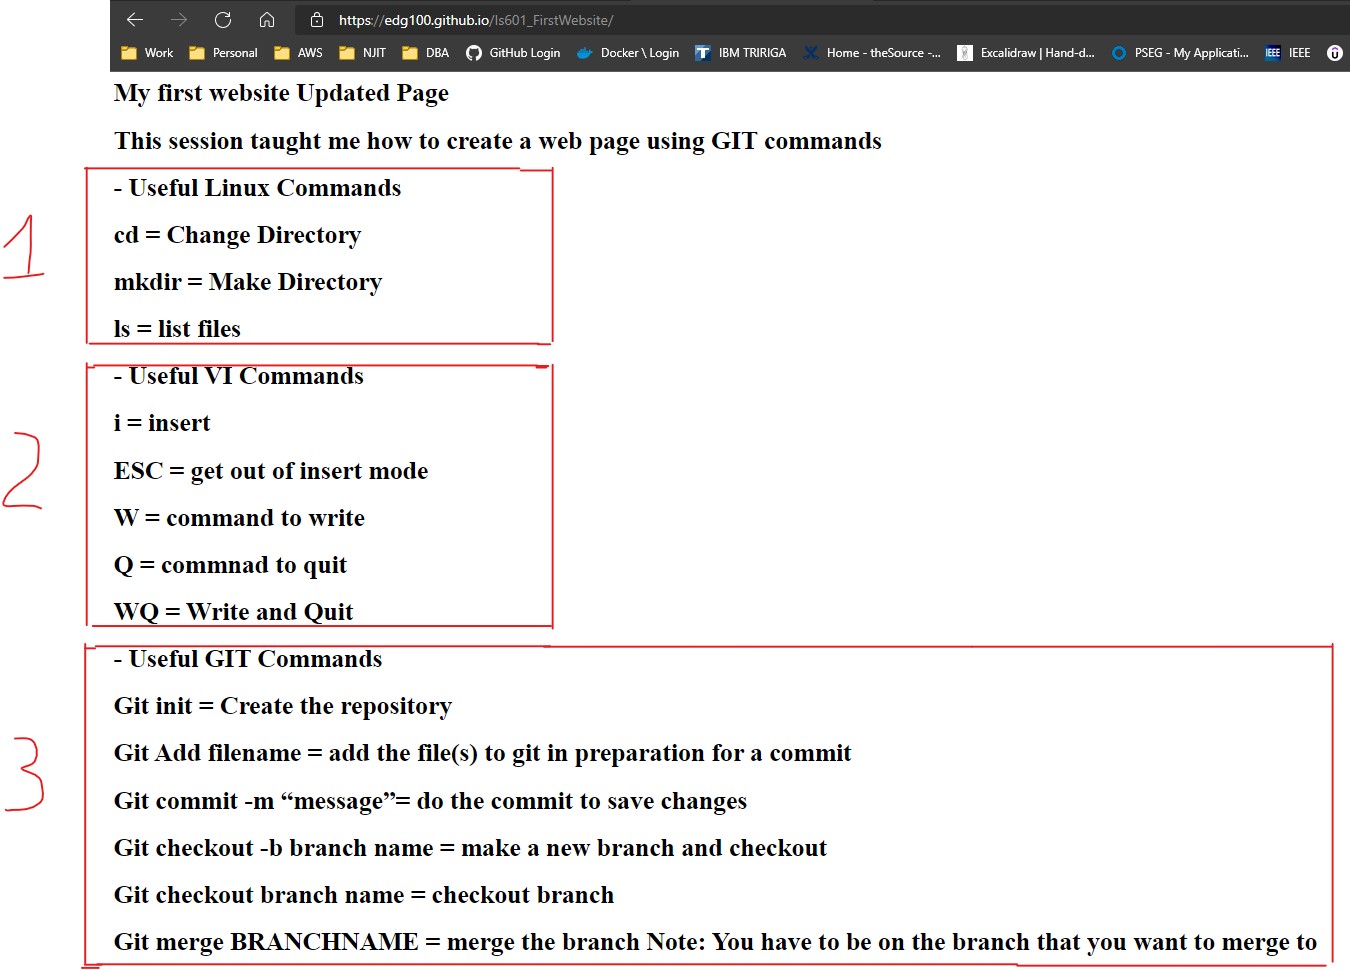 https://edg100.github.io/Is601_FirstWebsite/
Work Personal AWS NJIT DBA GitHub Login Docker \ Login IBM TRIRIGA Home - theSource -... Excalidraw | Hand-d... PSEG - My Applicati... IEEE IEEE
My first website Updated Page
This session taught me how to create a web page using GIT commands
1
- Useful Linux Commands
cd = Change Directory
mkdir = Make Directory
ls = list files
2
- Useful VI Commands
i = insert
ESC = get out of insert mode
W = command to write
Q = commnad to quit
WQ = Write and Quit
3
- Useful GIT Commands
Git init = Create the repository
Git Add filename = add the file(s) to git in preparation for a commit
Git commit -m “message”= do the commit to save changes
Git checkout -b branch name = make a new branch and checkout
Git checkout branch name = checkout branch
Git merge BRANCHNAME = merge the branch Note: You have to be on the branch that you want to merge to